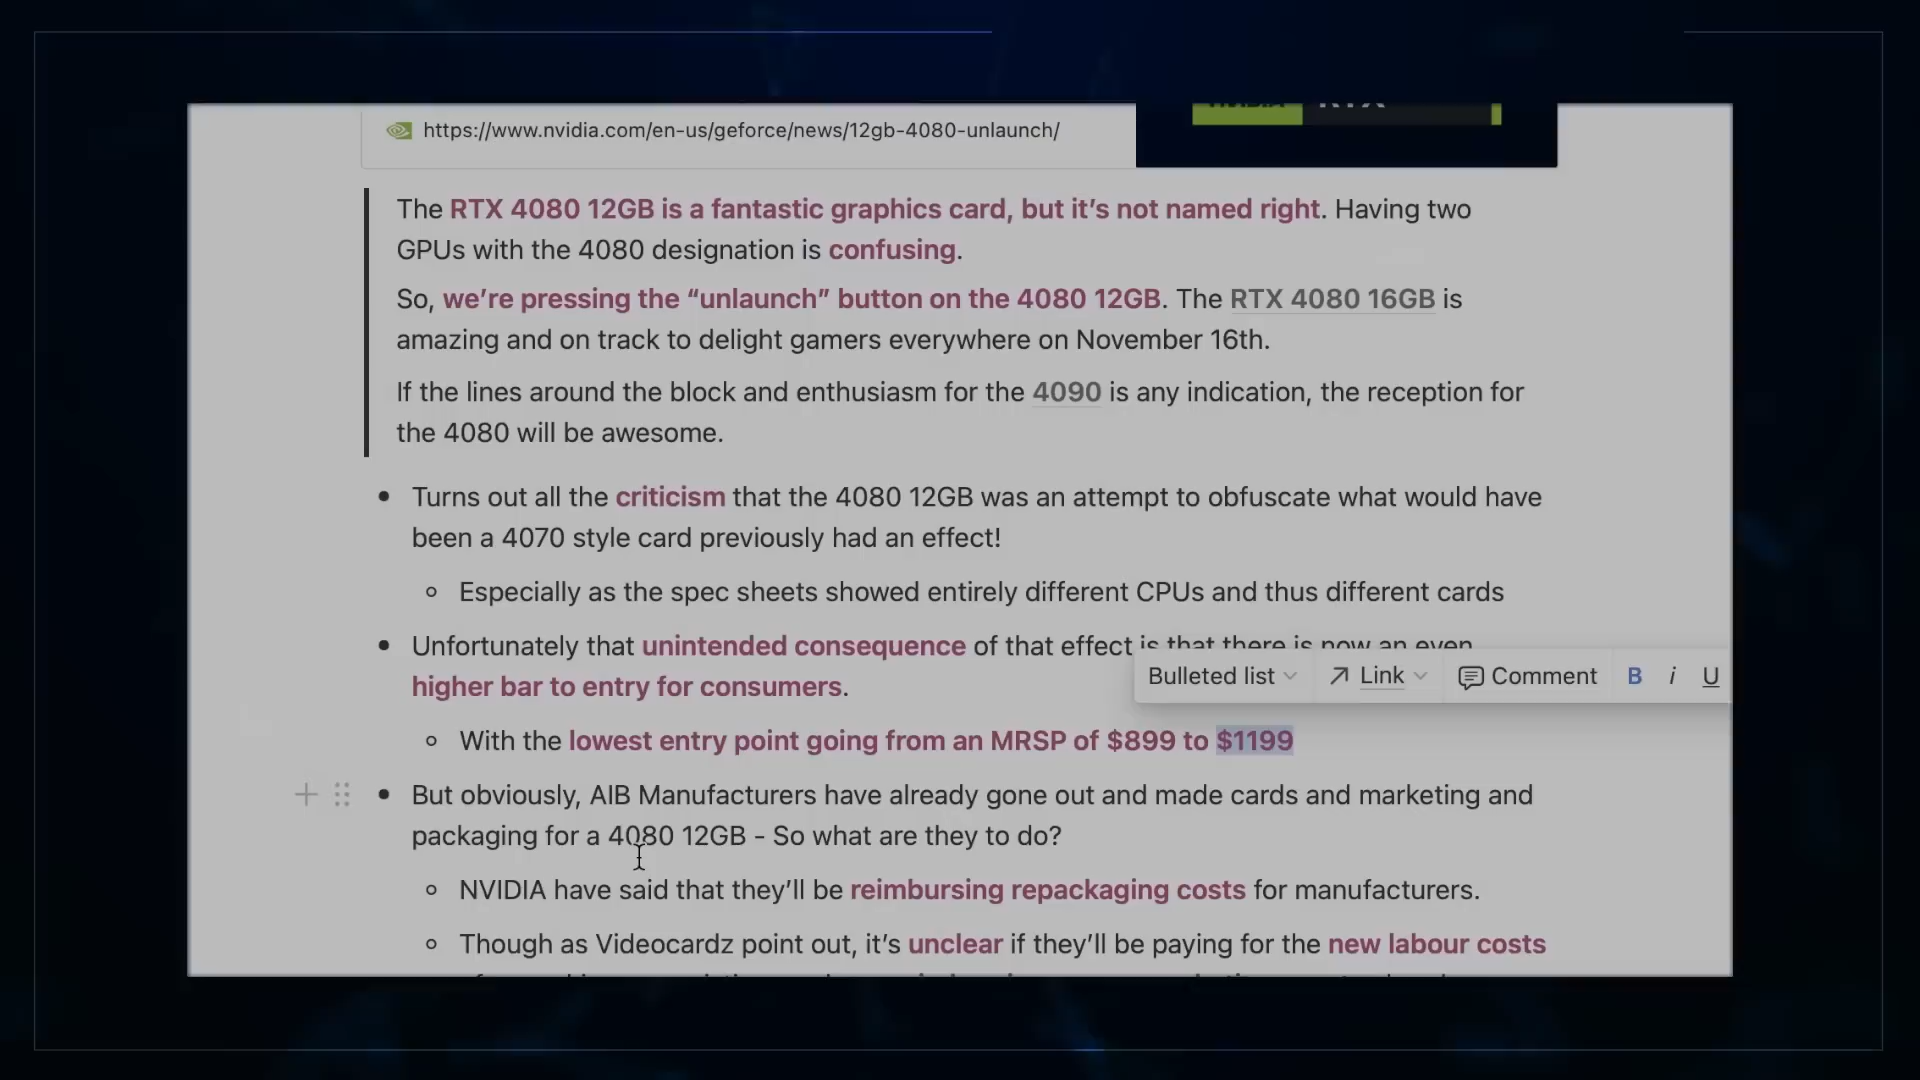 https://www.nvidia.com/en-us/geforce/news/12gb-4080-unlaunch/
The RTX 4080 12GB is a fantastic graphics card, but it’s not named right. Having two
GPUs with the 4080 designation is confusing.
So, we’re pressing the “unlaunch” button on the 4080 12GB. The RTX 4080 16GB is
amazing and on track to delight gamers everywhere on November 16th.
If the lines around the block and enthusiasm for the 4090 is any indication, the reception for
the 4080 will be awesome.
• Turns out all the criticism that the 4080 12GB was an attempt to obfuscate what would have
been a 4070 style card previously had an effect!
◦ Especially as the spec sheets showed entirely different CPUs and thus different cards
• Unfortunately that unintended consequence of that effect is that there is now an even
higher bar to entry for consumers.
Bulleted list Link Comment B i U
◦ With the lowest entry point going from an MRSP of $899 to $1199
• But obviously, AIB Manufacturers have already gone out and made cards and marketing and
packaging for a 4080 12GB - So what are they to do?
◦ NVIDIA have said that they’ll be reimbursing repackaging costs for manufacturers.
◦ Though as Videocardz point out, it’s unclear if they’ll be paying for the new labour costs